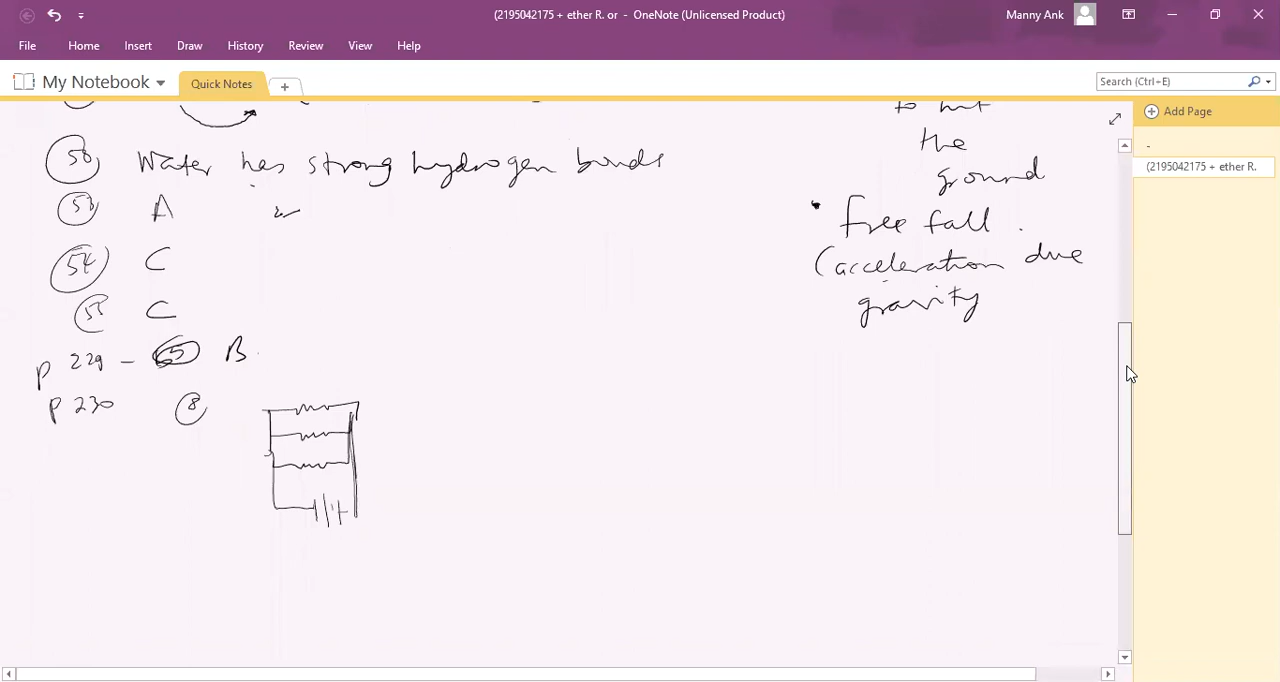 (2195042175 + ether R. or - OneNote (Unlicensed Product)
Manny Ank
File Home Insert Draw History Review View Help
My Notebook
Quick Notes
Search (Ctrl+E)
Add Page
-
(2195042175 + ether R.
to hit
the
ground
Water has strong hydrogen bonds
53 A
free fall.
54 C
(acceleration due
gravity
55 C
p 229 - B
p 230 8